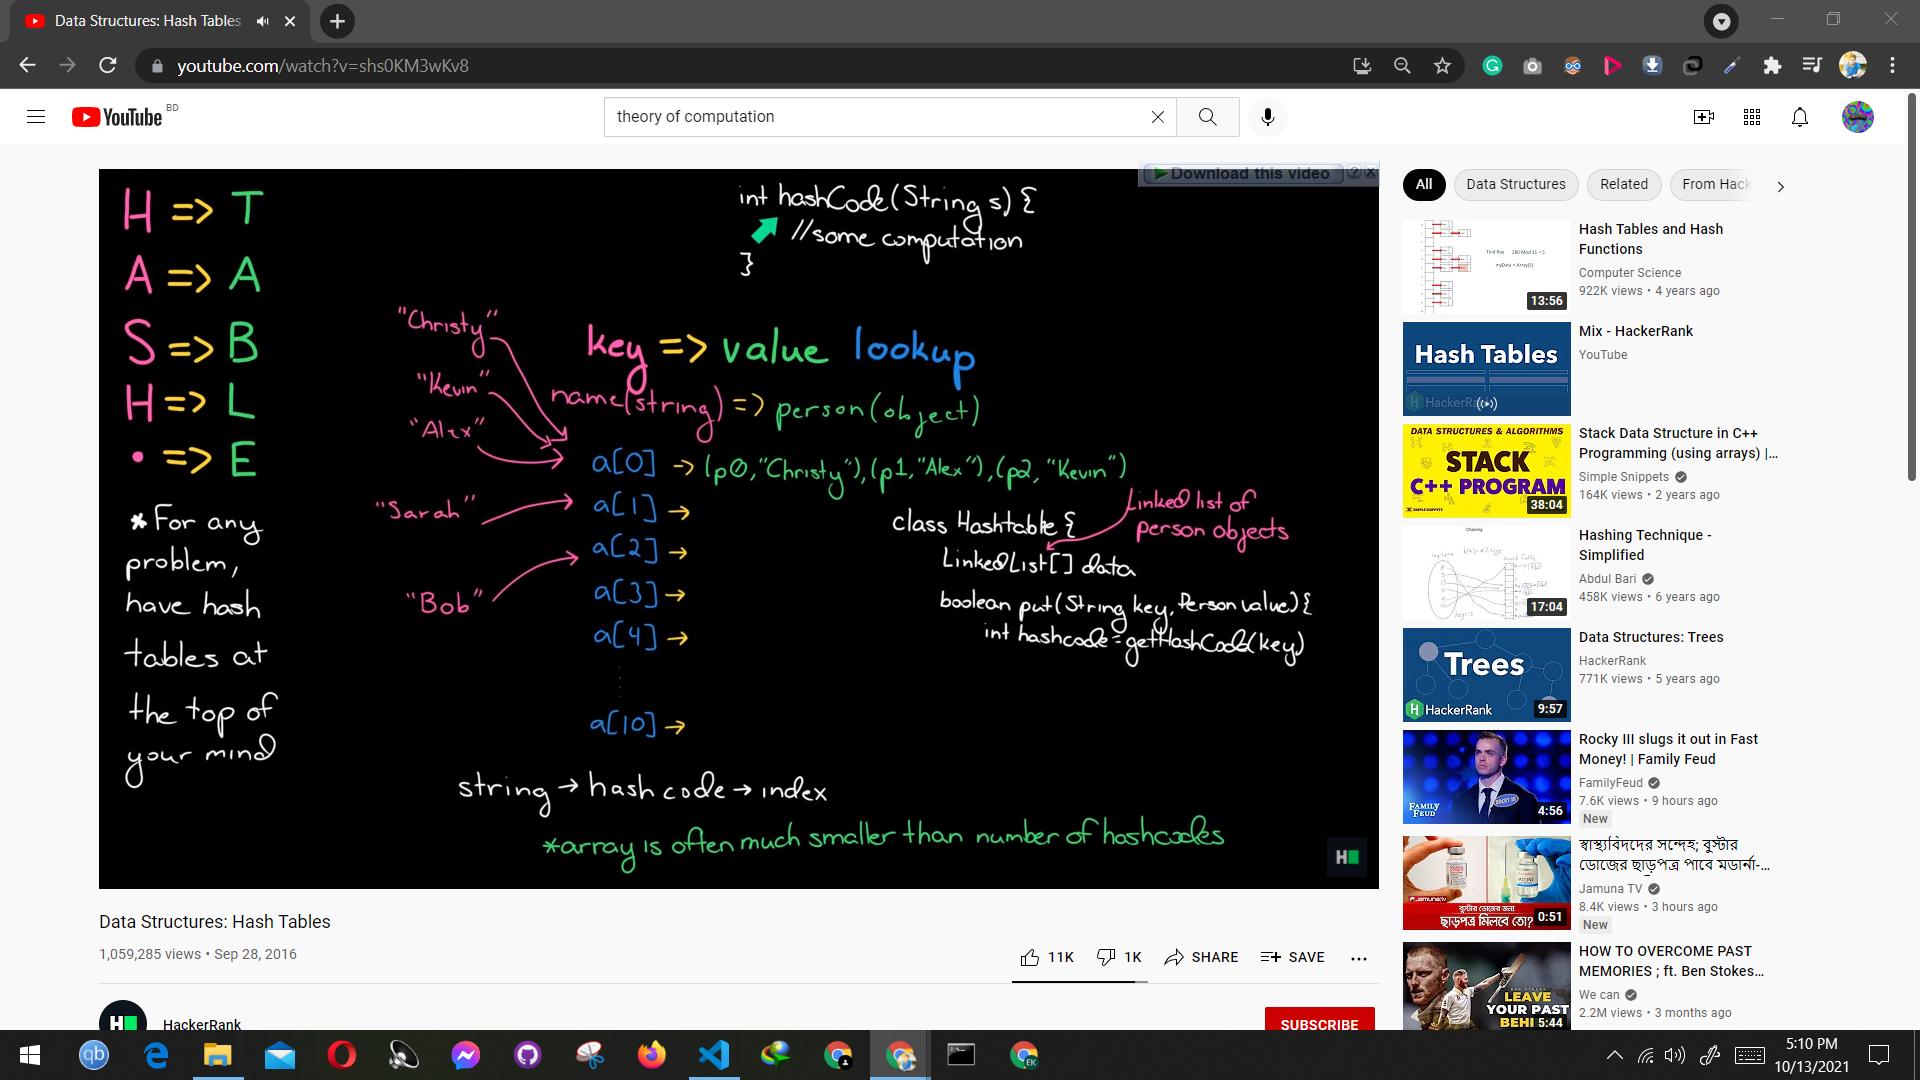 Data Structures: Hash Tables
youtube.com/watch?v=shs0KM3wKv8
YouTube BD
theory of computation
Download this video
H => T
A => A
S => B
H => L
• => E
* For any
problem,
have hash
tables at
the top of
your mind
int hashCode(String s) {
//some computation
}
"Christy"
"Kevin"
"Alex"
"Sarah"
"Bob"
key => value lookup
name(string) => person(object)
a[0] -> (p0,"Christy"),(p1,"Alex"),(p2,"Kevin")
a[1] →
a[2] →
a[3] →
a[4] →
a[10] →
Linked list of
person objects
class Hashtable {
LinkedList[] data
boolean put(String key, Person value) {
int hashcode = getHashCode(key)
string → hash code → index
*array is often much smaller than number of hashcodes
H
Data Structures: Hash Tables
1,059,285 views • Sep 28, 2016
11K 1K SHARE SAVE
HackerRank
SUBSCRIBE
All Data Structures Related From Hack
Hash Tables and Hash
Functions
Computer Science
922K views • 4 years ago
13:56
Hash Tables
HackerRank
Mix - HackerRank
YouTube
DATA STRUCTURES & ALGORITHMS
STACK
C++ PROGRAM
SIMPLE SNIPPETS
38:04
Stack Data Structure in C++
Programming (using arrays) |...
Simple Snippets
164K views • 2 years ago
17:04
Hashing Technique -
Simplified
Abdul Bari
458K views • 6 years ago
Trees
HackerRank
9:57
Data Structures: Trees
HackerRank
771K views • 5 years ago
FAMILY
FEUD
4:56
Rocky III slugs it out in Fast
Money! | Family Feud
FamilyFeud
7.6K views • 9 hours ago
New
ছাড়পত্র মিলবে তো?
0:51
স্বাস্থ্যবিদদের সন্দেহ; বুস্টার
ডোজের ছাড়পত্র পাবে মডার্না-...
Jamuna TV
8.4K views • 3 hours ago
New
LEAVE
YOUR PAST
BEHI
5:44
HOW TO OVERCOME PAST
MEMORIES ; ft. Ben Stokes...
We can
2.2M views • 3 months ago
qb
EK
5:10 PM
10/13/2021